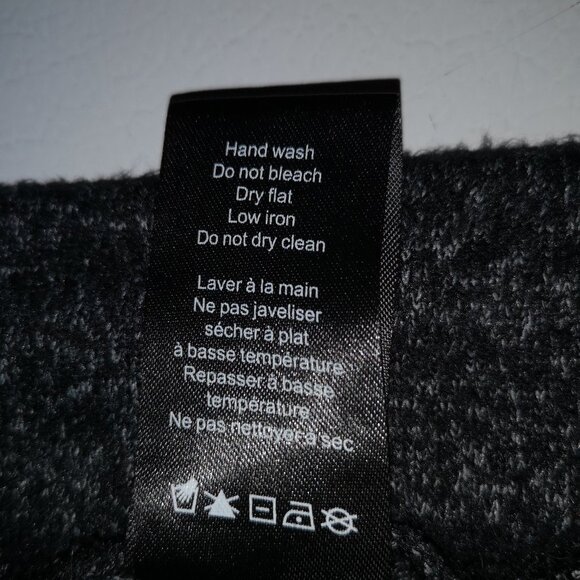 Hand wash
Do not bleach
Dry flat
Low iron
Do not dry clean
Laver à la main
Ne pas javeliser
sécher à plat
à basse température
Repasser à basse
température
Ne pas nettoyer à sec